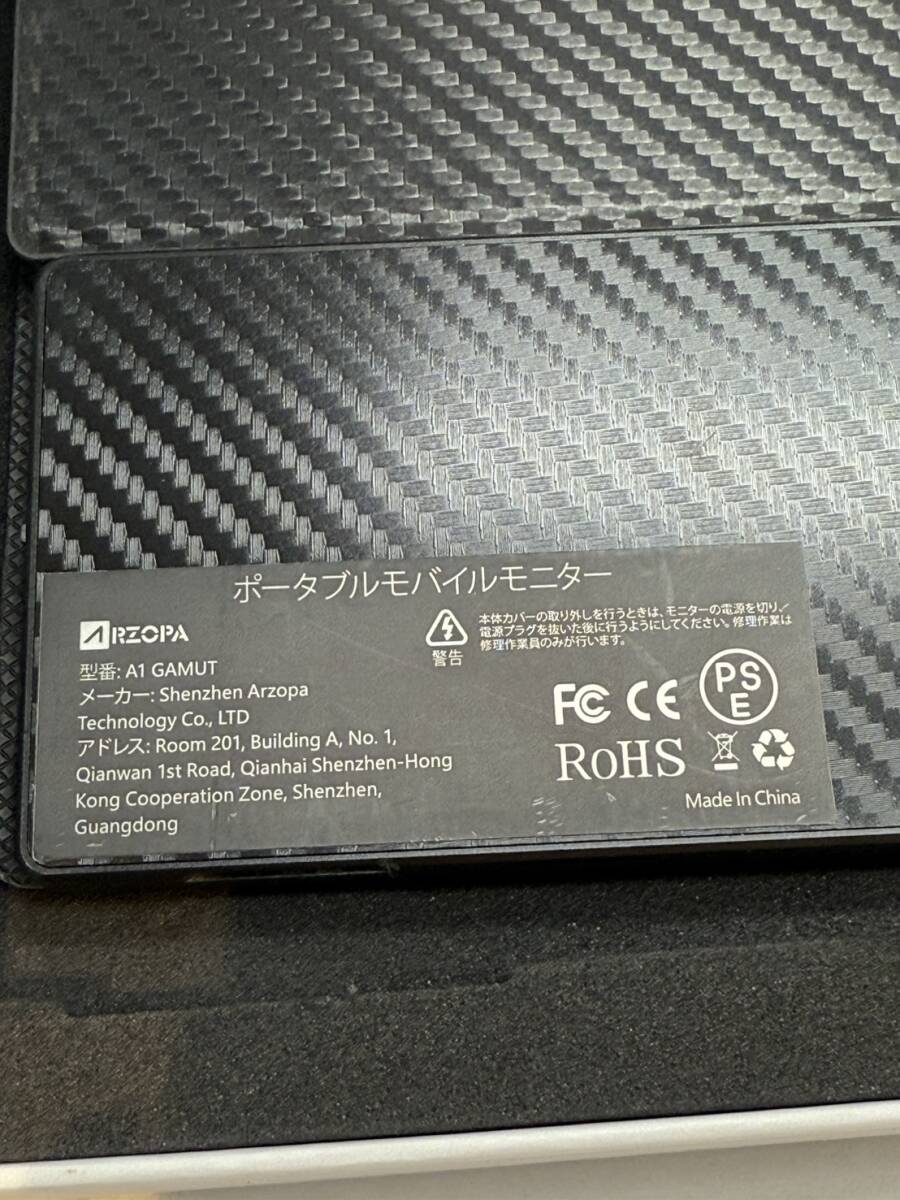 ポータブルモバイルモニター
ARZOPA
型番: A1 GAMUT
メーカー: Shenzhen Arzopa
Technology Co., LTD
アドレス: Room 201, Building A, No. 1,
Qianwan 1st Road, Qianhai Shenzhen-Hong
Kong Cooperation Zone, Shenzhen,
Guangdong
警告
本体カバーの取り外しを行うときは、モニターの電源を切り、
電源プラグを抜いた後に行うようにしてください。修理作業は
修理作業員のみが行います。
FC CE PSE
RoHS
Made In China